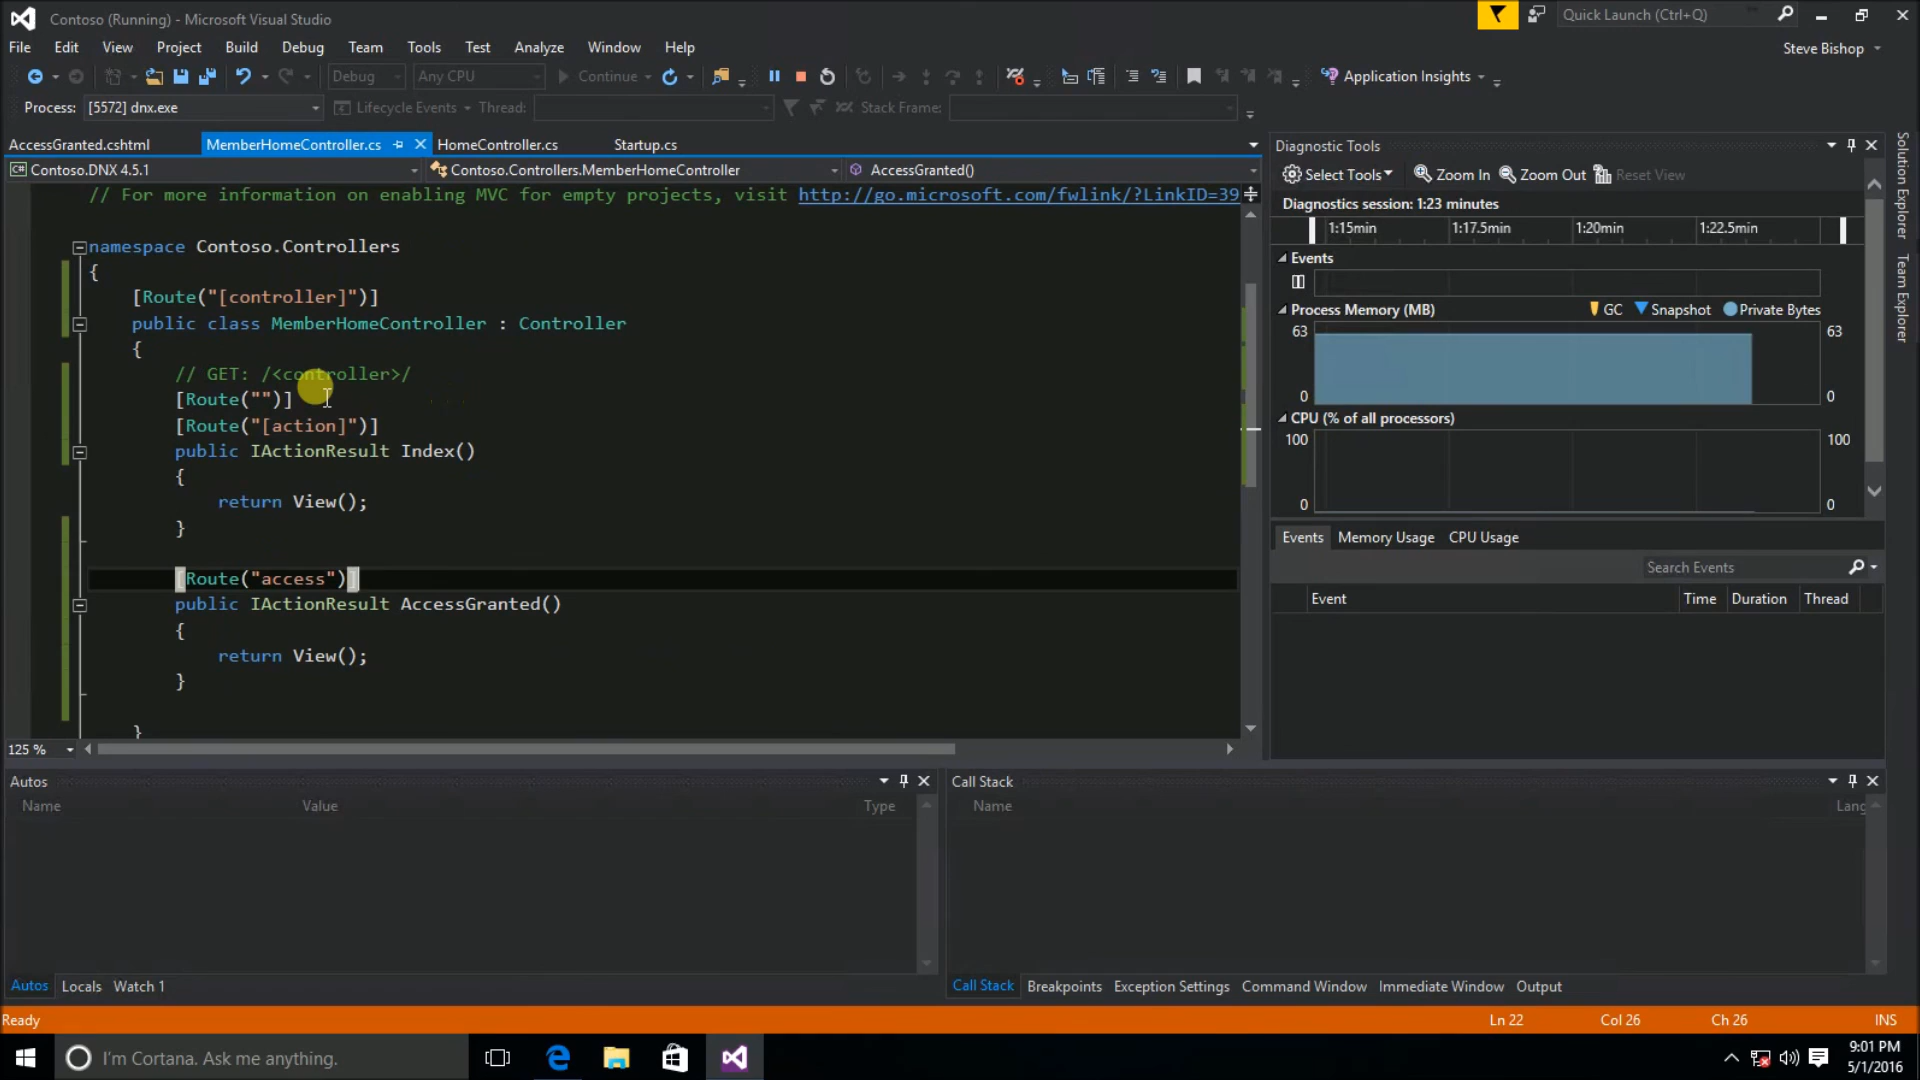 Contoso (Running) - Microsoft Visual Studio
Quick Launch (Ctrl+Q)
File Edit View Project Build Debug Team Tools Test Analyze Window Help
Steve Bishop
Debug Any CPU Continue Application Insights
Process: [5572] dnx.exe Lifecycle Events Thread: Stack Frame:
AccessGranted.cshtml MemberHomeController.cs HomeController.cs Startup.cs
Contoso.DNX 4.5.1 Contoso.Controllers.MemberHomeController AccessGranted()
// For more information on enabling MVC for empty projects, visit http://go.microsoft.com/fwlink/?LinkID=39
namespace Contoso.Controllers
{
[Route("[controller]")]
public class MemberHomeController : Controller
{
// GET: /<controller>/
[Route("")]
[Route("[action]")]
public IActionResult Index()
{
return View();
}
[Route("access")]
public IActionResult AccessGranted()
{
return View();
}
}
125 %
Diagnostic Tools
Select Tools Zoom In Zoom Out Reset View
Diagnostics session: 1:23 minutes
1:15min 1:17.5min 1:20min 1:22.5min
Events
Process Memory (MB) GC Snapshot Private Bytes
63 63
0 0
CPU (% of all processors)
100 100
0 0
Events Memory Usage CPU Usage
Search Events
Event Time Duration Thread
Solution Explorer
Team Explorer
Autos
Name Value Type
Autos Locals Watch 1
Call Stack
Name Lang
Call Stack Breakpoints Exception Settings Command Window Immediate Window Output
Ready Ln 22 Col 26 Ch 26 INS
I'm Cortana. Ask me anything.
9:01 PM
5/1/2016